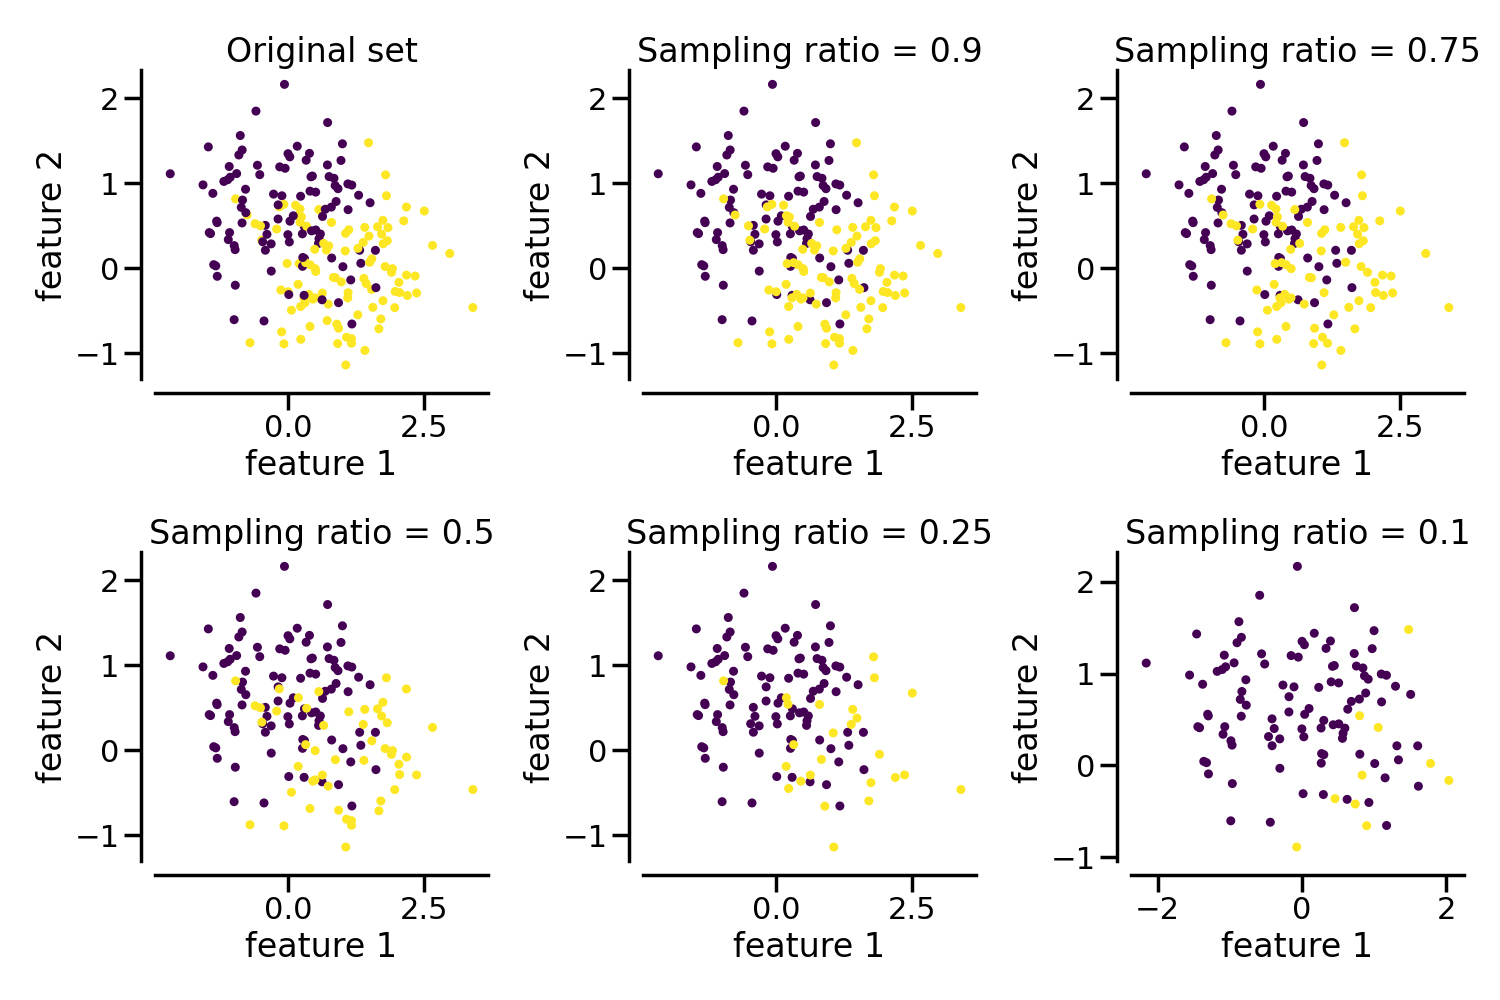 Original set
Sampling ratio = 0.9
Sampling ratio = 0.75
feature 2
2
1
0
−1
0.0
2.5
feature 1
feature 2
2
1
0
−1
0.0
2.5
feature 1
feature 2
2
1
0
−1
0.0
2.5
feature 1
Sampling ratio = 0.5
Sampling ratio = 0.25
Sampling ratio = 0.1
feature 2
2
1
0
−1
0.0
2.5
feature 1
feature 2
2
1
0
−1
0.0
2.5
feature 1
feature 2
2
1
0
−1
−2
0
2
feature 1